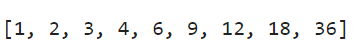 [1, 2, 3, 4, 6, 9, 12, 18, 36]